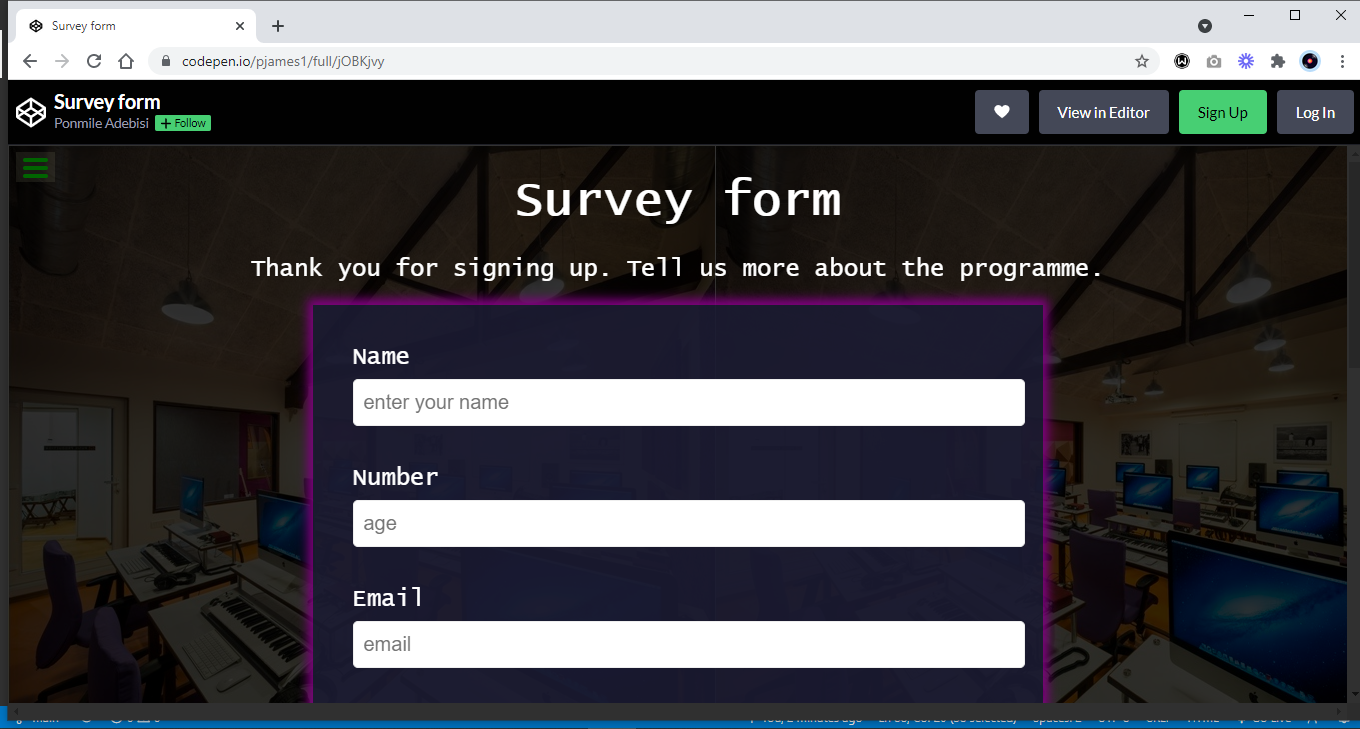 Survey form
codepen.io/pjames1/full/jOBKjvy
Survey form
Ponmile Adebisi + Follow
View in Editor
Sign Up
Log In
Survey form
Thank you for signing up. Tell us more about the programme.
Name
enter your name
Number
age
Email
email